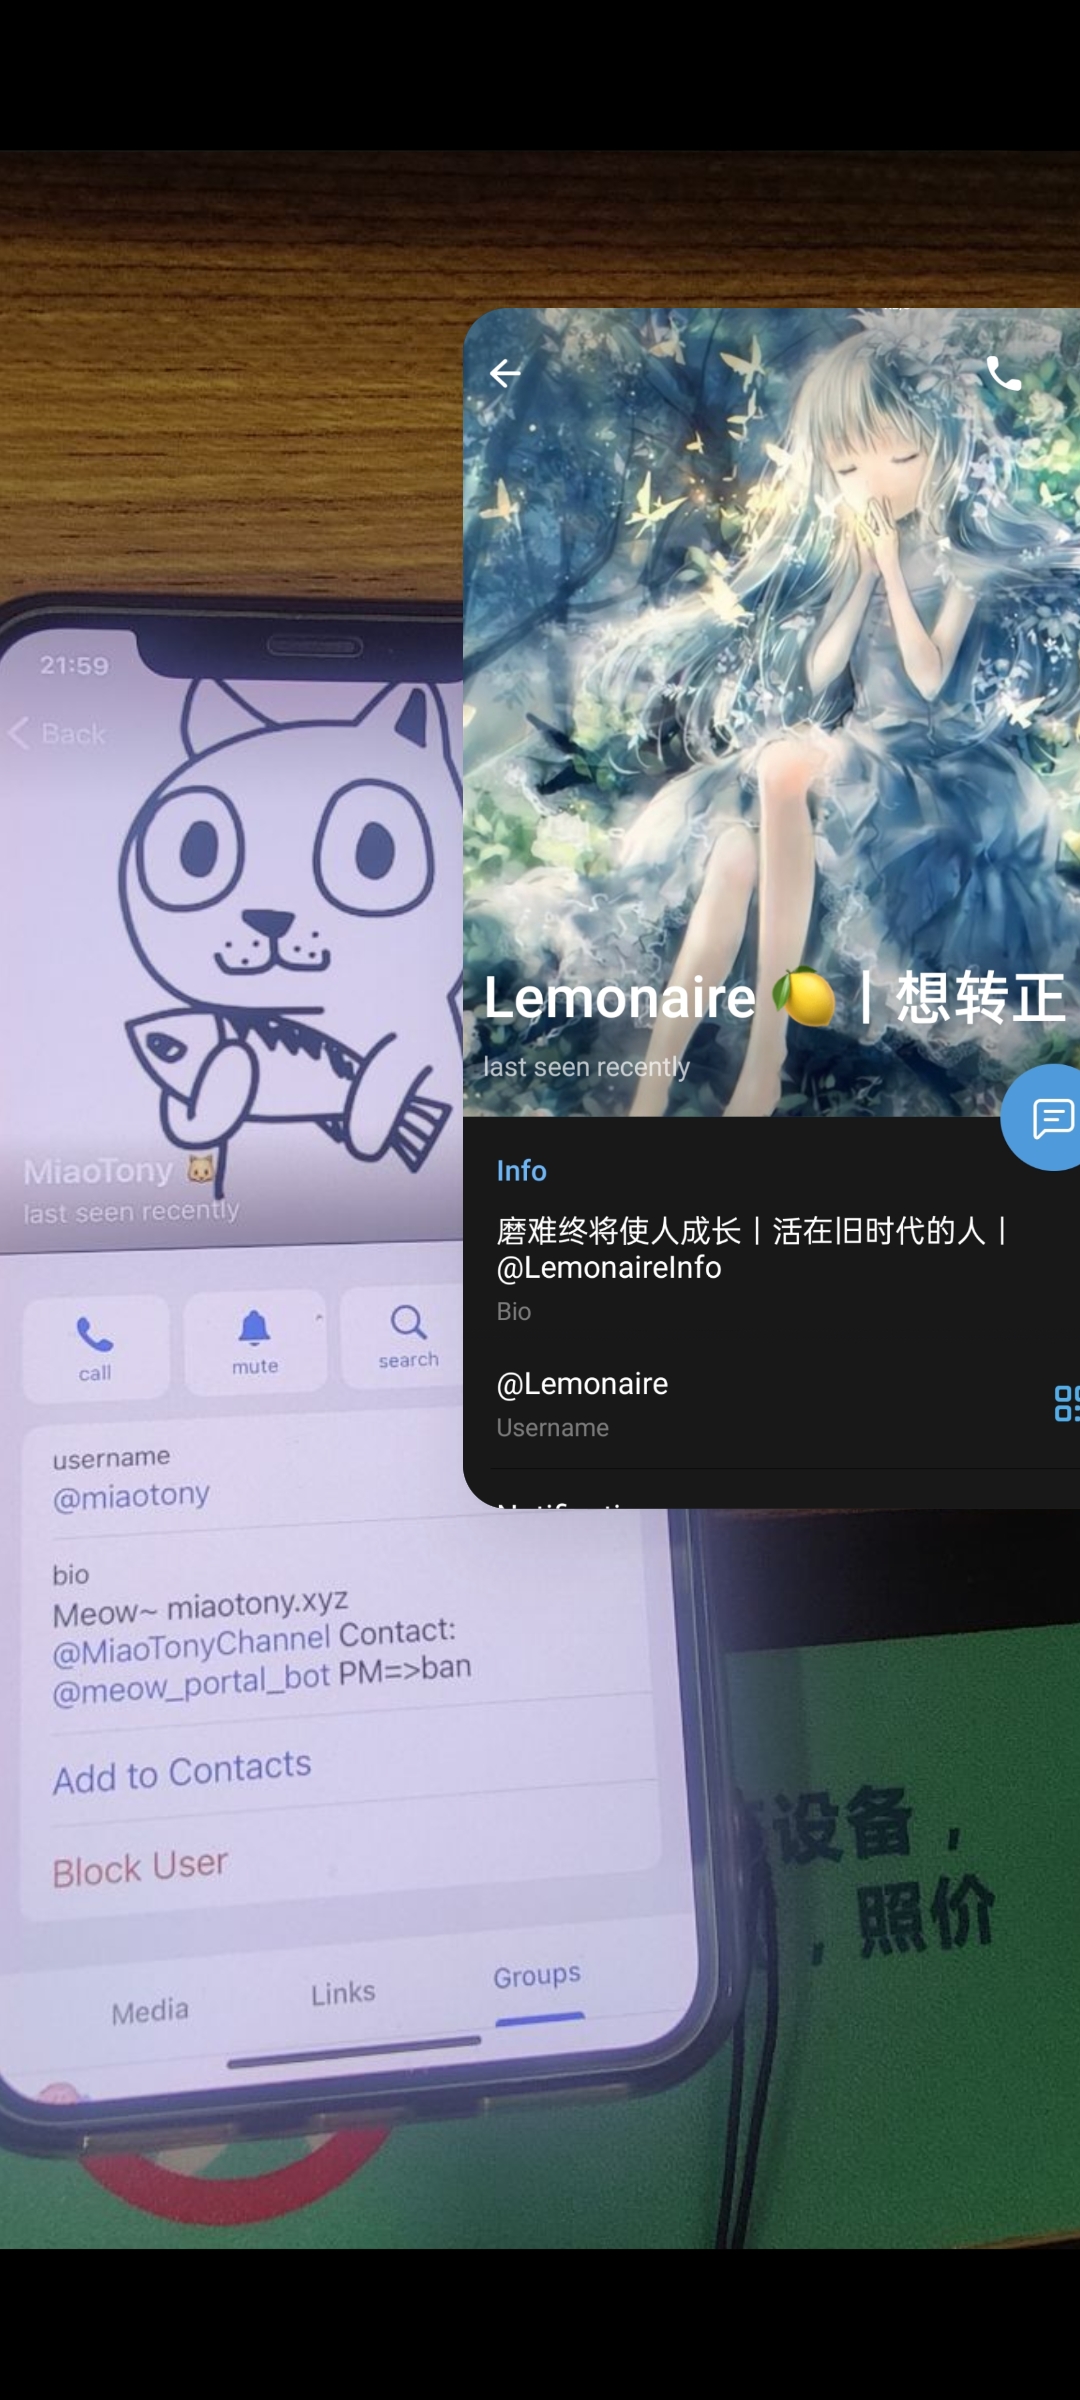 21:59
Back
MiaoTony 🐱
last seen recently
call
mute
search
username
@miaotony
bio
Meow~ miaotony.xyz
@MiaoTonyChannel Contact:
@meow_portal_bot PM=>ban
Add to Contacts
Block User
Media
Links
Groups
Lemonaire 🍋｜想转正
last seen recently
Info
磨难终将使人成长｜活在旧时代的人｜
@LemonaireInfo
Bio
@Lemonaire
Username
设备，
，照价